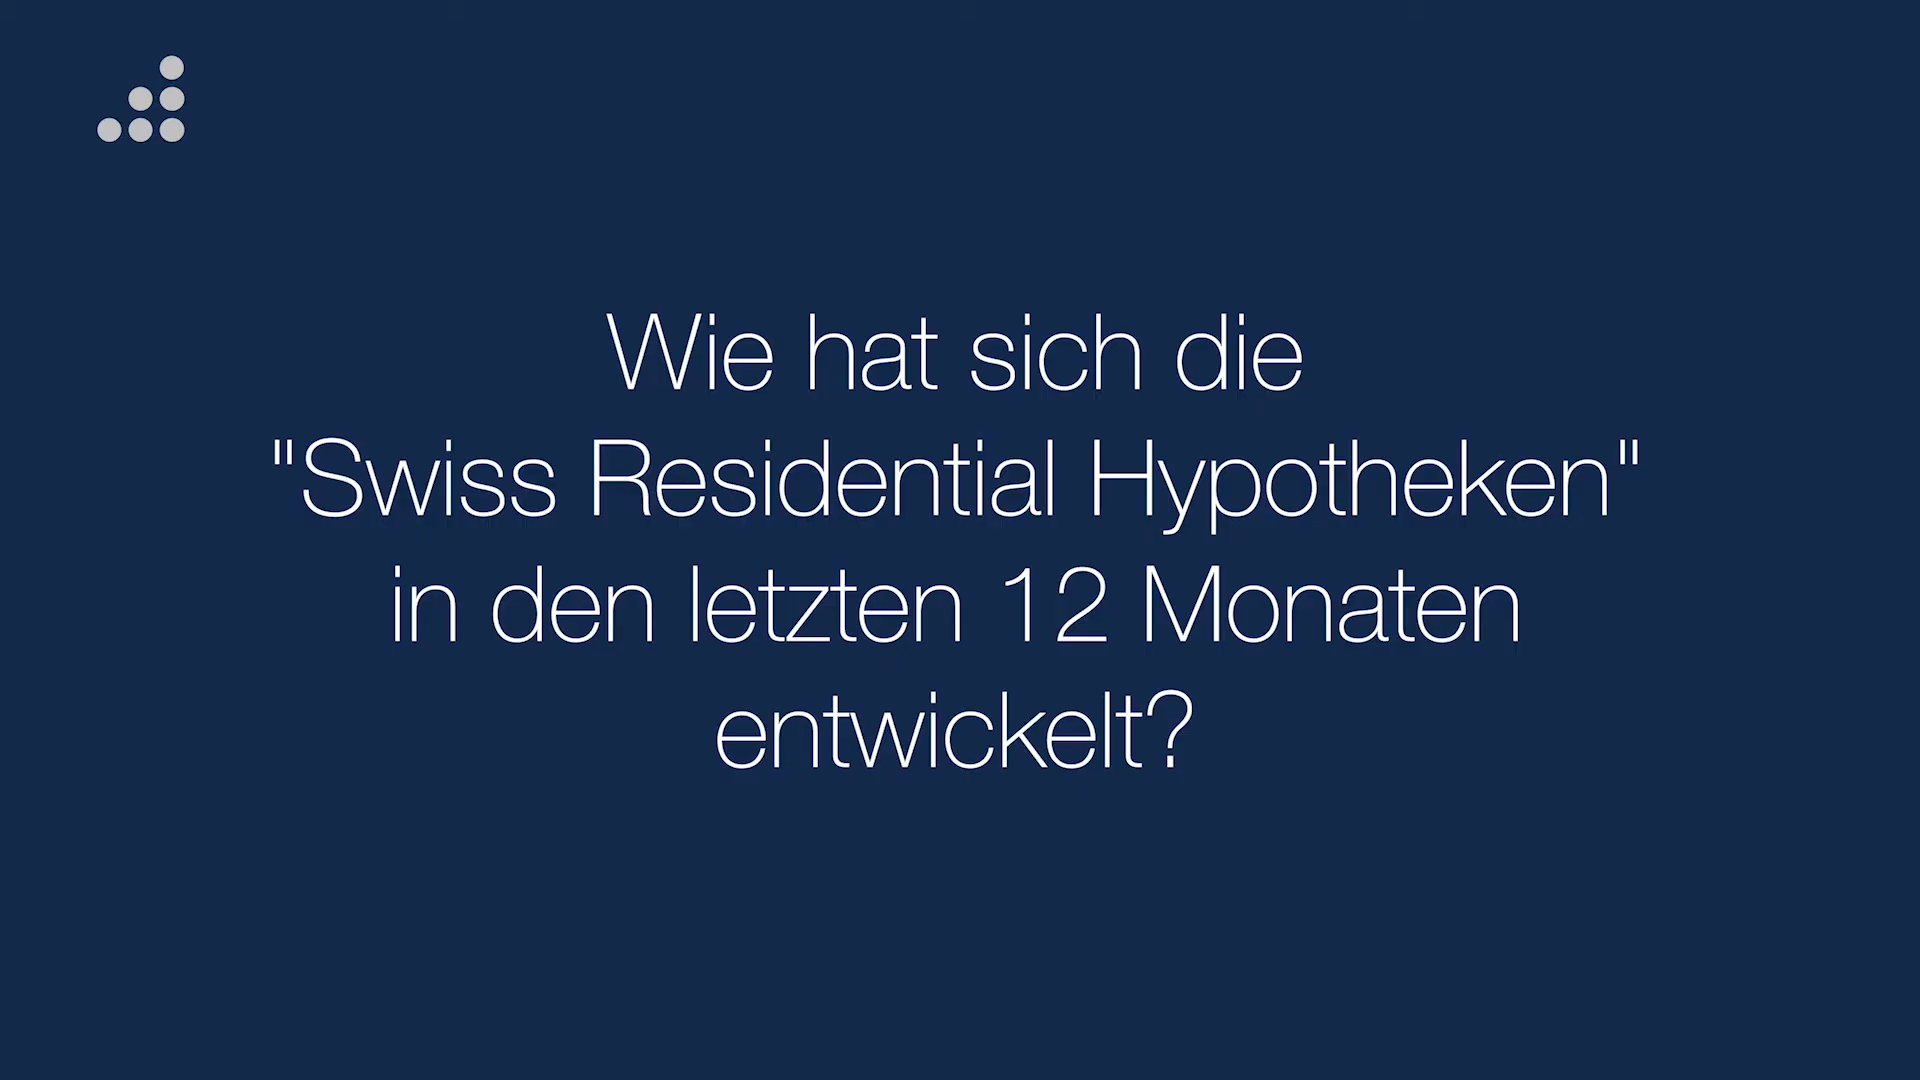 Wie hat sich die
"Swiss Residential Hypotheken"
in den letzten 12 Monaten
entwickelt?